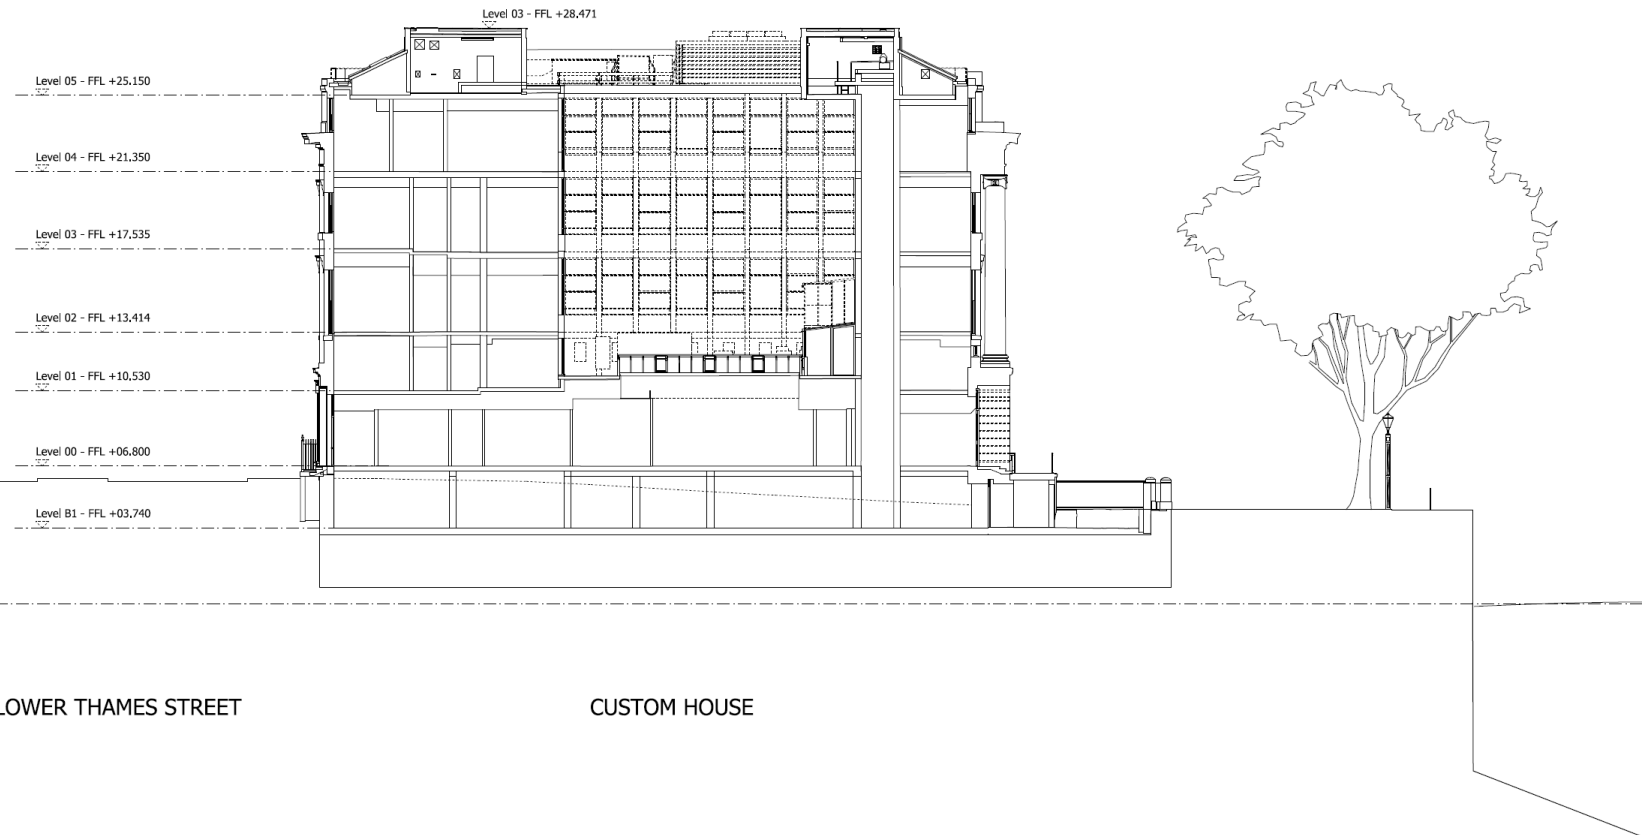 Level 03 - FFL +28.471
Level 05 - FFL +25.150
Level 04 - FFL +21.350
Level 03 - FFL +17.535
Level 02 - FFL +13.414
Level 01 - FFL +10.530
Level 00 - FFL +06.800
Level B1 - FFL +03.740
LOWER THAMES STREET
CUSTOM HOUSE